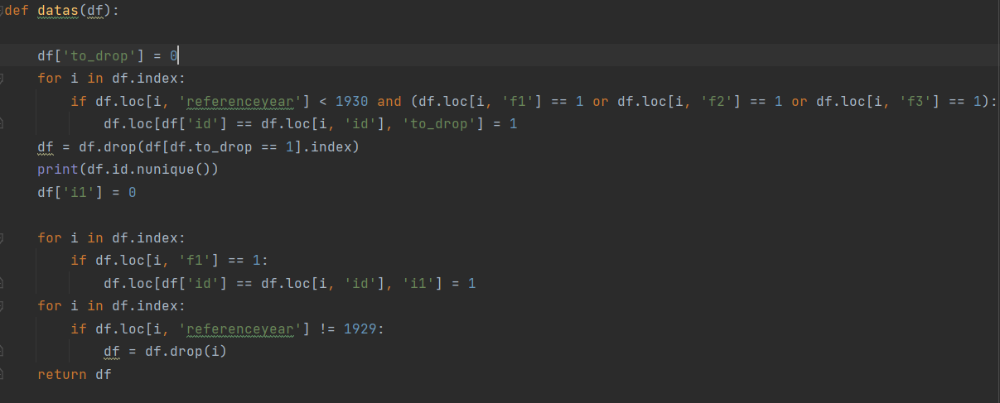 def datas(df):
    df['to_drop'] = 0
    for i in df.index:
        if df.loc[i, 'referenceyear'] < 1930 and (df.loc[i, 'f1'] == 1 or df.loc[i, 'f2'] == 1 or df.loc[i, 'f3'] == 1):
            df.loc[df['id'] == df.loc[i, 'id'], 'to_drop'] = 1
    df = df.drop(df[df.to_drop == 1].index)
    print(df.id.nunique())
    df['i1'] = 0
    for i in df.index:
        if df.loc[i, 'f1'] == 1:
            df.loc[df['id'] == df.loc[i, 'id'], 'i1'] = 1
    for i in df.index:
        if df.loc[i, 'referenceyear'] != 1929:
            df = df.drop(i)
    return df